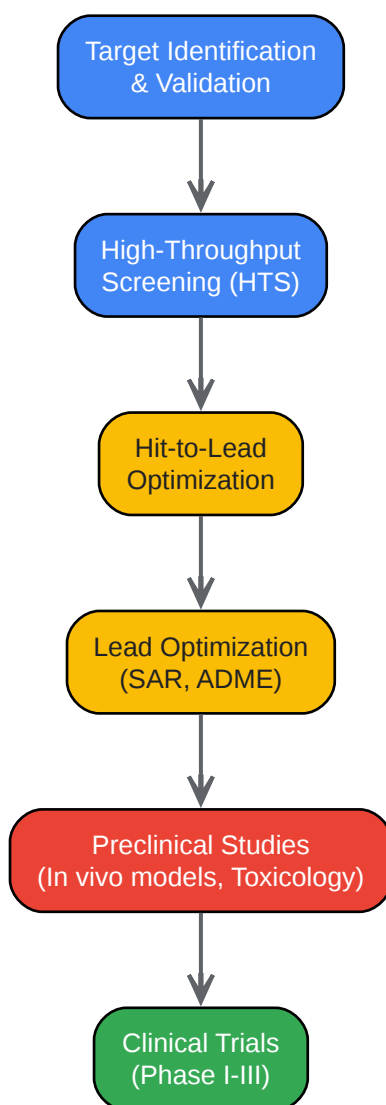 Target Identification
& Validation
High-Throughput
Screening (HTS)
Hit-to-Lead
Optimization
Lead Optimization
(SAR, ADME)
Preclinical Studies
(In vivo models, Toxicology)
Clinical Trials
(Phase I-III)